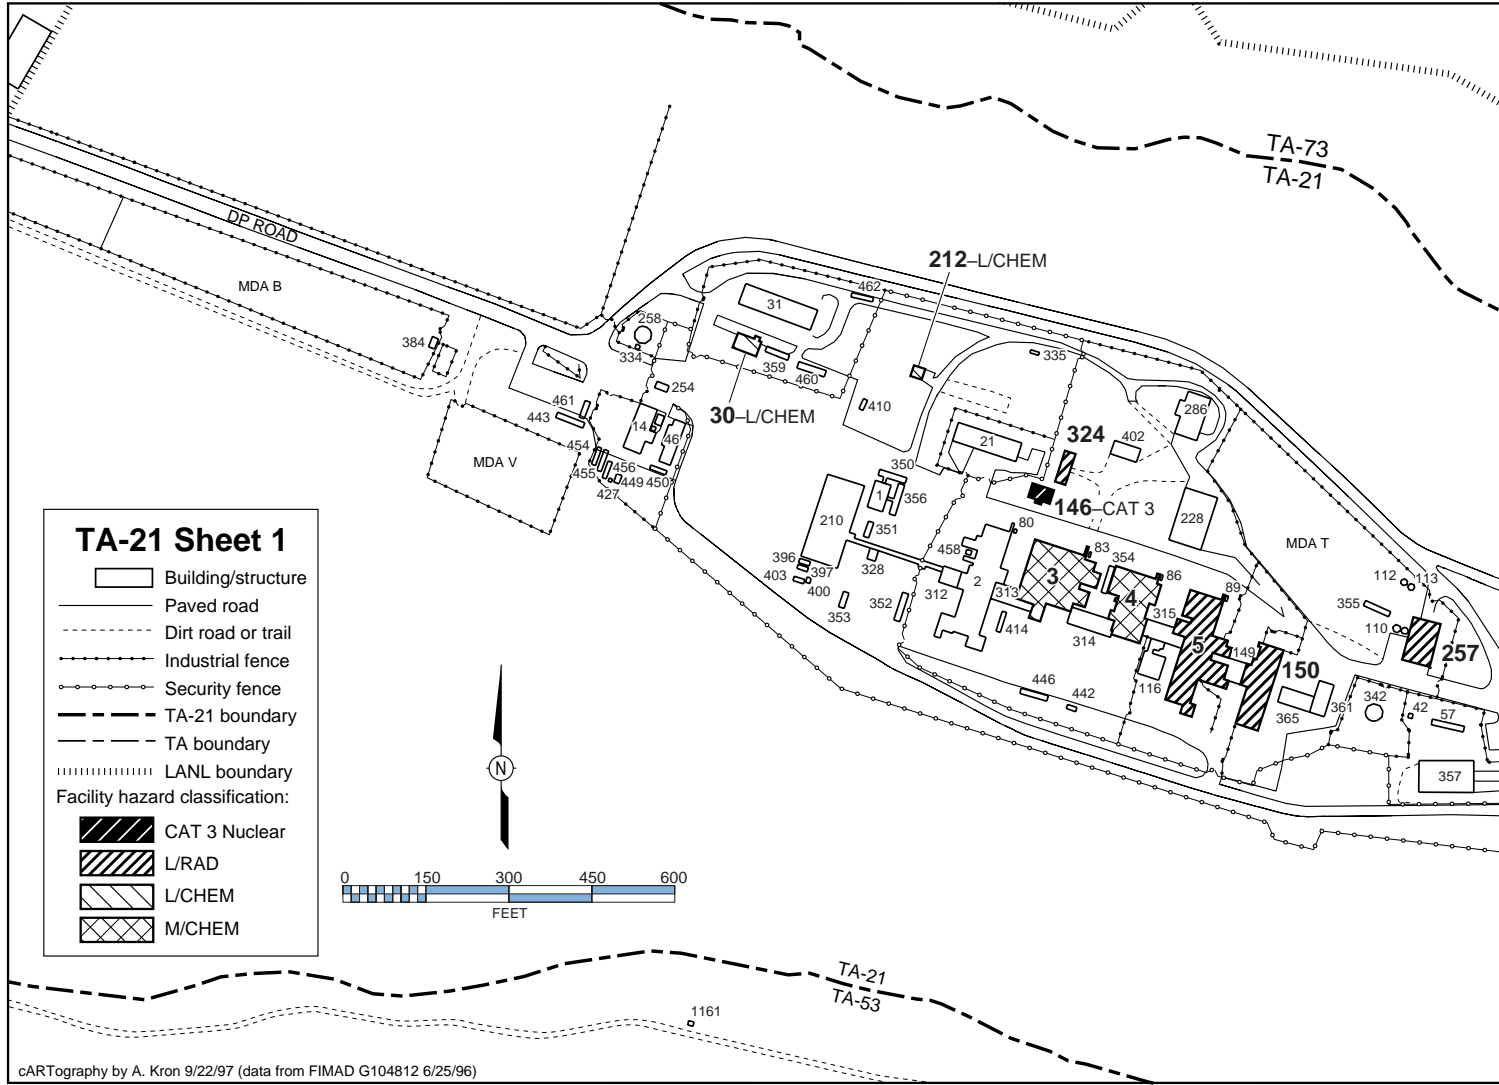 TA-73
TA-21
DP ROAD
MDA B
212–L/CHEM
462
31
258
334
384
359
460
335
254
30–L/CHEM
410
461
443
14
46
286
21
324
402
454
455
456
449
427
450
MDA V
350
1
356
146–CAT 3
228
210
351
80
MDA T
396
397
403
400
328
458
2
83
354
3
86
112
113
353
352
312
313
4
89
355
414
314
315
5
110
149
257
116
150
446
442
365
361
342
42
57
357
TA-21 Sheet 1
Building/structure
Paved road
Dirt road or trail
Industrial fence
Security fence
TA-21 boundary
TA boundary
LANL boundary
Facility hazard classification:
CAT 3 Nuclear
L/RAD
L/CHEM
M/CHEM
N
0 150 300 450 600
FEET
TA-21
TA-53
1161
cARTography by A. Kron 9/22/97 (data from FIMAD G104812 6/25/96)